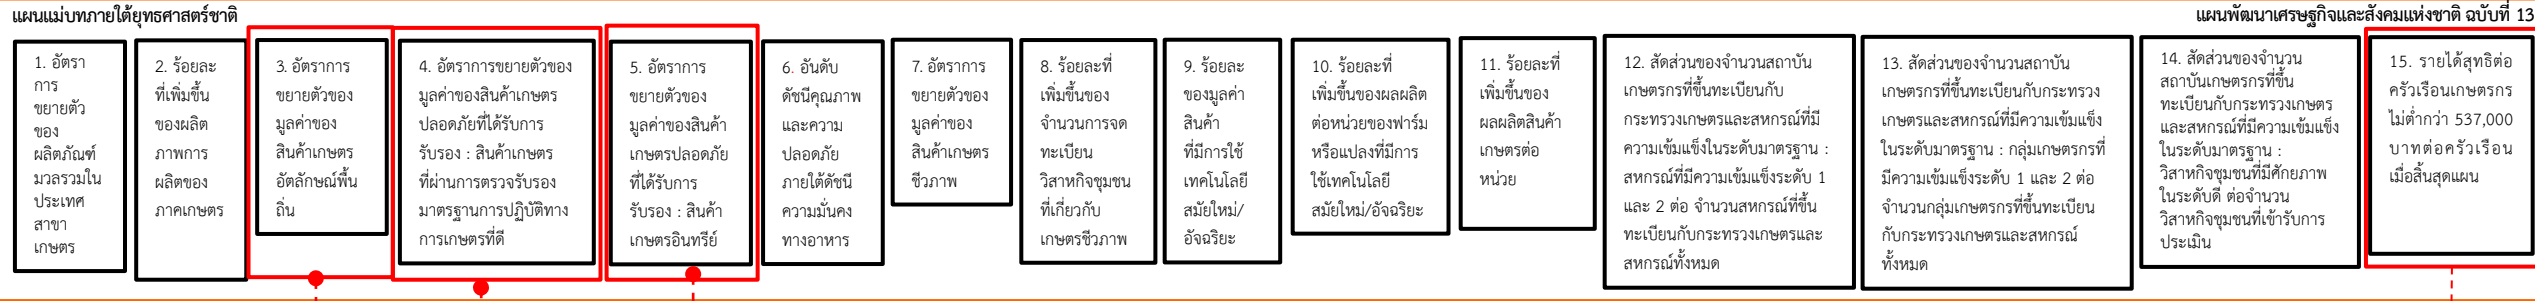 แผนแม่บทภายใต้ยุทธศาสตร์ชาติ
แผนพัฒนาเศรษฐกิจและสังคมแห่งชาติ ฉบับที่ 13
1. อัตรา
การ
ขยายตัว
ของ
ผลิตภัณฑ์
มวลรวมใน
ประเทศ
สาขา
เกษตร
2. ร้อยละ
ที่เพิ่มขึ้น
ของผลิต
ภาพการ
ผลิตของ
ภาคเกษตร
3. อัตราการ
ขยายตัวของ
มูลค่าของ
สินค้าเกษตร
อัตลักษณ์พื้น
ถิ่น
4. อัตราการขยายตัวของ
มูลค่าของสินค้าเกษตร
ปลอดภัยที่ได้รับการ
รับรอง : สินค้าเกษตร
ที่ผ่านการตรวจรับรอง
มาตรฐานการปฏิบัติทาง
การเกษตรที่ดี
5. อัตราการ
ขยายตัวของ
มูลค่าของสินค้า
เกษตรปลอดภัย
ที่ได้รับการ
รับรอง : สินค้า
เกษตรอินทรีย์
6. อันดับ
ดัชนีคุณภาพ
และความ
ปลอดภัย
ภายใต้ดัชนี
ความมั่นคง
ทางอาหาร
7. อัตราการ
ขยายตัวของ
มูลค่าของ
สินค้าเกษตร
ชีวภาพ
8. ร้อยละที่
เพิ่มขึ้นของ
จำนวนการจด
ทะเบียน
วิสาหกิจชุมชน
ที่เกี่ยวกับ
เกษตรชีวภาพ
9. ร้อยละ
ของมูลค่า
สินค้า
ที่มีการใช้
เทคโนโลยี
สมัยใหม่/
อัจฉริยะ
10. ร้อยละที่
เพิ่มขึ้นของผลผลิต
ต่อหน่วยของฟาร์ม
หรือแปลงที่มีการ
ใช้เทคโนโลยี
สมัยใหม่/อัจฉริยะ
11. ร้อยละที่
เพิ่มขึ้นของ
ผลผลิตสินค้า
เกษตรต่อ
หน่วย
12. สัดส่วนของจำนวนสถาบัน
เกษตรกรที่ขึ้นทะเบียนกับ
กระทรวงเกษตรและสหกรณ์ที่มี
ความเข้มแข็งในระดับมาตรฐาน :
สหกรณ์ที่มีความเข้มแข็งระดับ 1
และ 2 ต่อ จำนวนสหกรณ์ที่ขึ้น
ทะเบียนกับกระทรวงเกษตรและ
สหกรณ์ทั้งหมด
13. สัดส่วนของจำนวนสถาบัน
เกษตรกรที่ขึ้นทะเบียนกับกระทรวง
เกษตรและสหกรณ์ที่มีความเข้มแข็ง
ในระดับมาตรฐาน : กลุ่มเกษตรกรที่
มีความเข้มแข็งระดับ 1 และ 2 ต่อ
จำนวนกลุ่มเกษตรกรที่ขึ้นทะเบียน
กับกระทรวงเกษตรและสหกรณ์
ทั้งหมด
14. สัดส่วนของจำนวน
สถาบันเกษตรกรที่ขึ้น
ทะเบียนกับกระทรวงเกษตร
และสหกรณ์ที่มีความเข้มแข็ง
ในระดับมาตรฐาน :
วิสาหกิจชุมชนที่มีศักยภาพ
ในระดับดี ต่อจำนวน
วิสาหกิจชุมชนที่เข้ารับการ
ประเมิน
15. รายได้สุทธิต่อ
ครัวเรือนเกษตรกร
ไม่ต่ำกว่า 537,000
บาทต่อครัวเรือน
เมื่อสิ้นสุดแผน